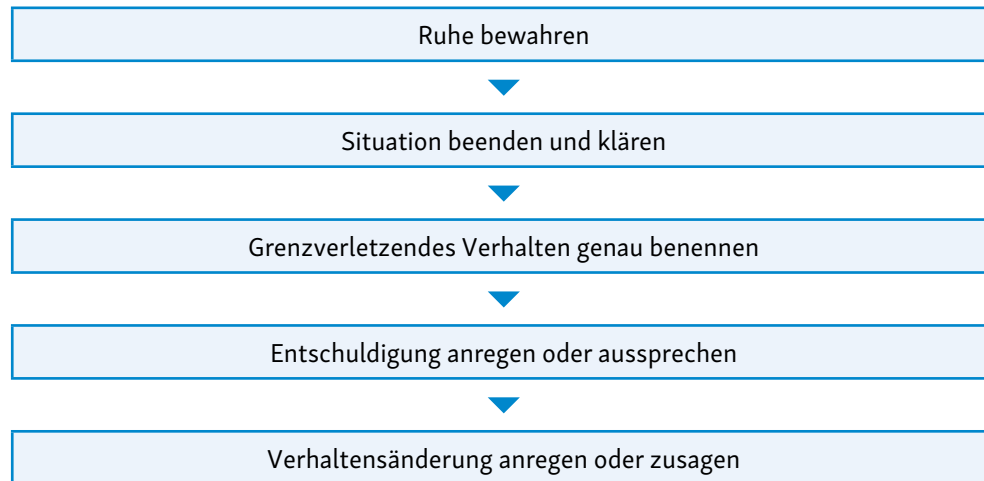 Ruhe bewahren
Situation beenden und klären
Grenzverletzendes Verhalten genau benennen
Entschuldigung anregen oder aussprechen
Verhaltensänderung anregen oder zusagen